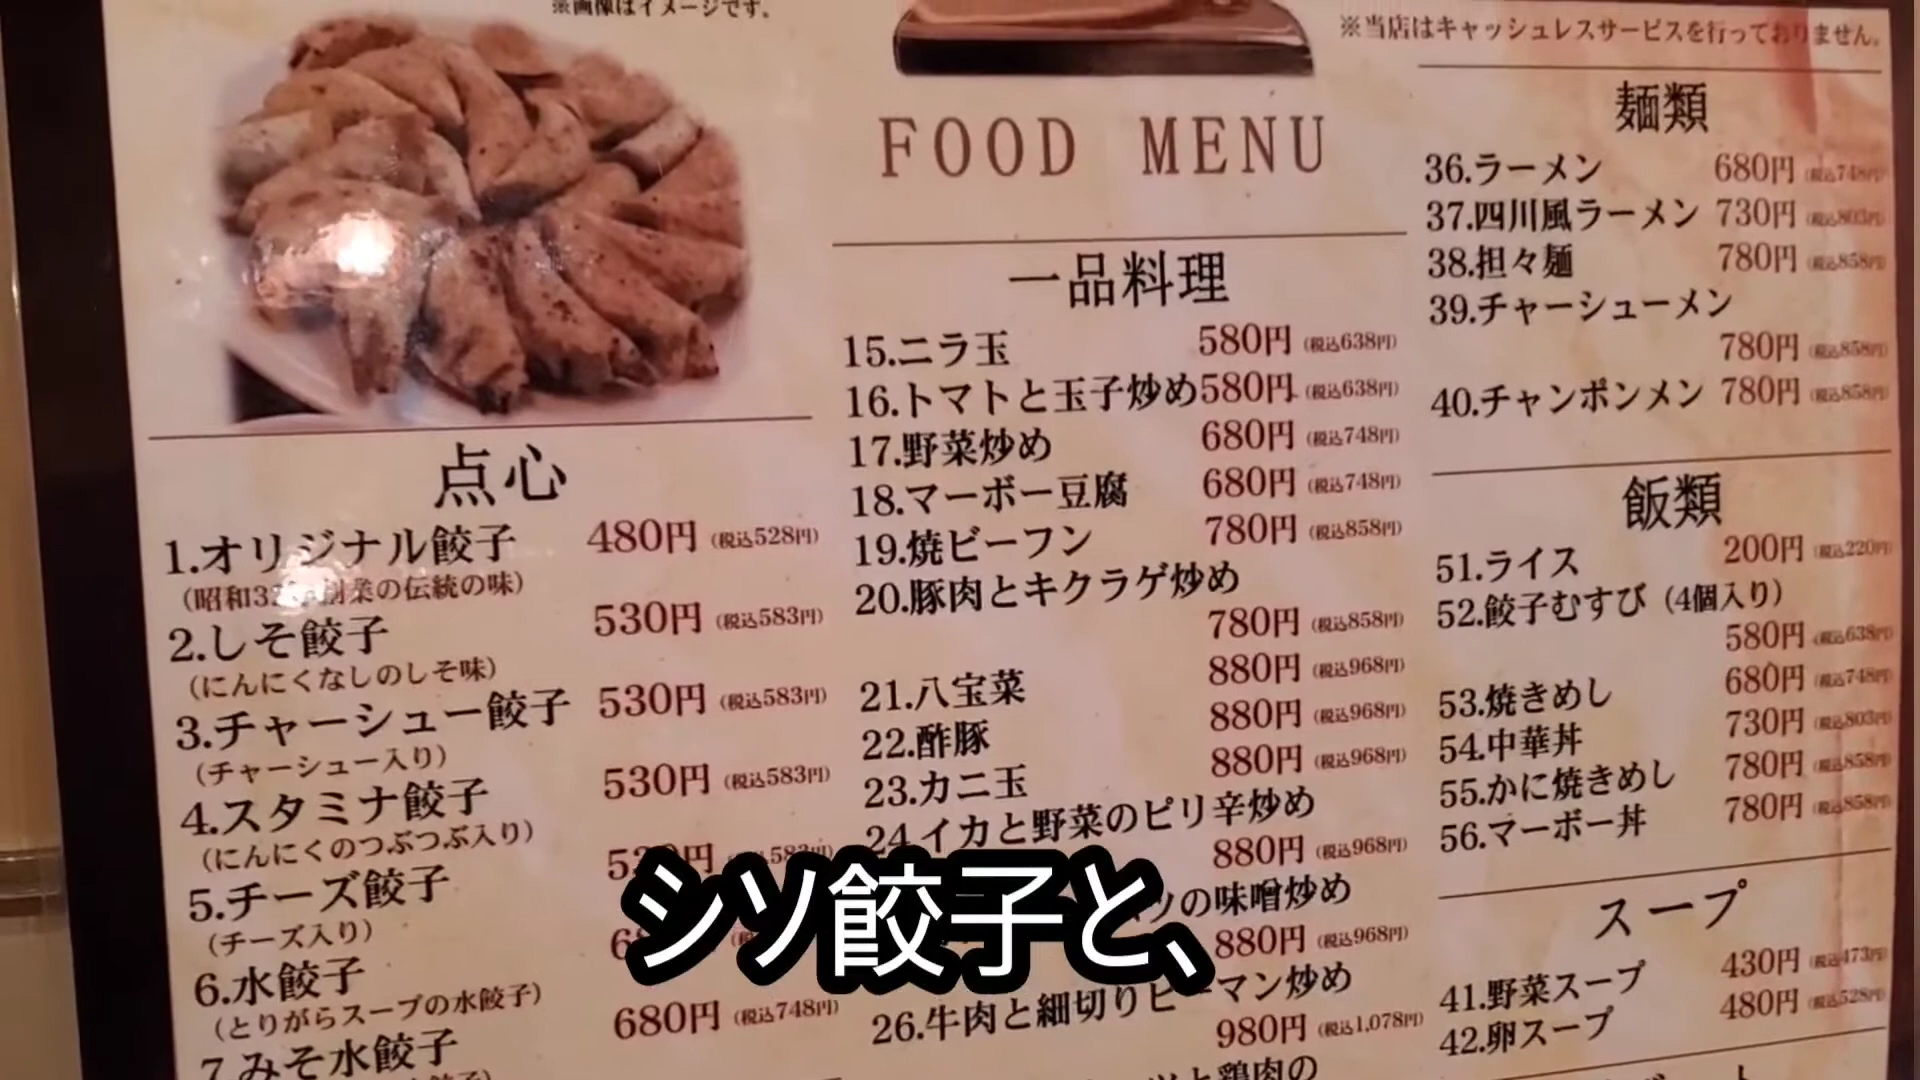 ※画像はイメージです。
点心
1.オリジナル餃子 480円(税込528円)
(昭和3 創業の伝統の味)
2.しそ餃子 530円(税込583円)
(にんにくなしのしそ味)
3.チャーシュー餃子 530円(税込583円)
(チャーシュー入り)
4.スタミナ餃子 530円(税込583円)
(にんにくのつぶつぶ入り)
5.チーズ餃子 円 583円)
(チーズ入り)
6.水餃子
(とりがらスープの水餃子)
7.みそ水餃子 680円(税込748円)
FOOD MENU
一品料理
15.ニラ玉 580円(税込638円)
16.トマトと玉子炒め580円(税込638円)
17.野菜炒め 680円(税込748円)
18.マーボー豆腐 680円(税込748円)
19.焼ビーフン 780円(税込858円)
20.豚肉とキクラゲ炒め
780円(税込858円)
21.八宝菜 880円(税込968円)
22.酢豚 880円(税込968円)
23.カニ玉 880円(税込968円)
24.イカと野菜のピリ辛炒め
880円(税込968円)
ツの味噌炒め
880円(税込968円)
26.牛肉と細切りピーマン炒め
980円(税込1,078円)
と鶏肉の
※当店はキャッシュレスサービスを行っておりません。
麺類
36.ラーメン 680円(税込748円)
37.四川風ラーメン 730円(税込803円)
38.担々麺 780円(税込858円)
39.チャーシューメン
780円(税込858円)
40.チャンポンメン 780円(税込858円)
飯類
51.ライス 200円(税込220円)
52.餃子むすび(4個入り)
580円(税込638円)
53.焼きめし 680円(税込748円)
54.中華丼 730円(税込803円)
55.かに焼きめし 780円(税込858円)
56.マーボー丼 780円(税込858円)
スープ
41.野菜スープ 430円(税込473円)
42.卵スープ 480円(税込528円)
シソ餃子と、